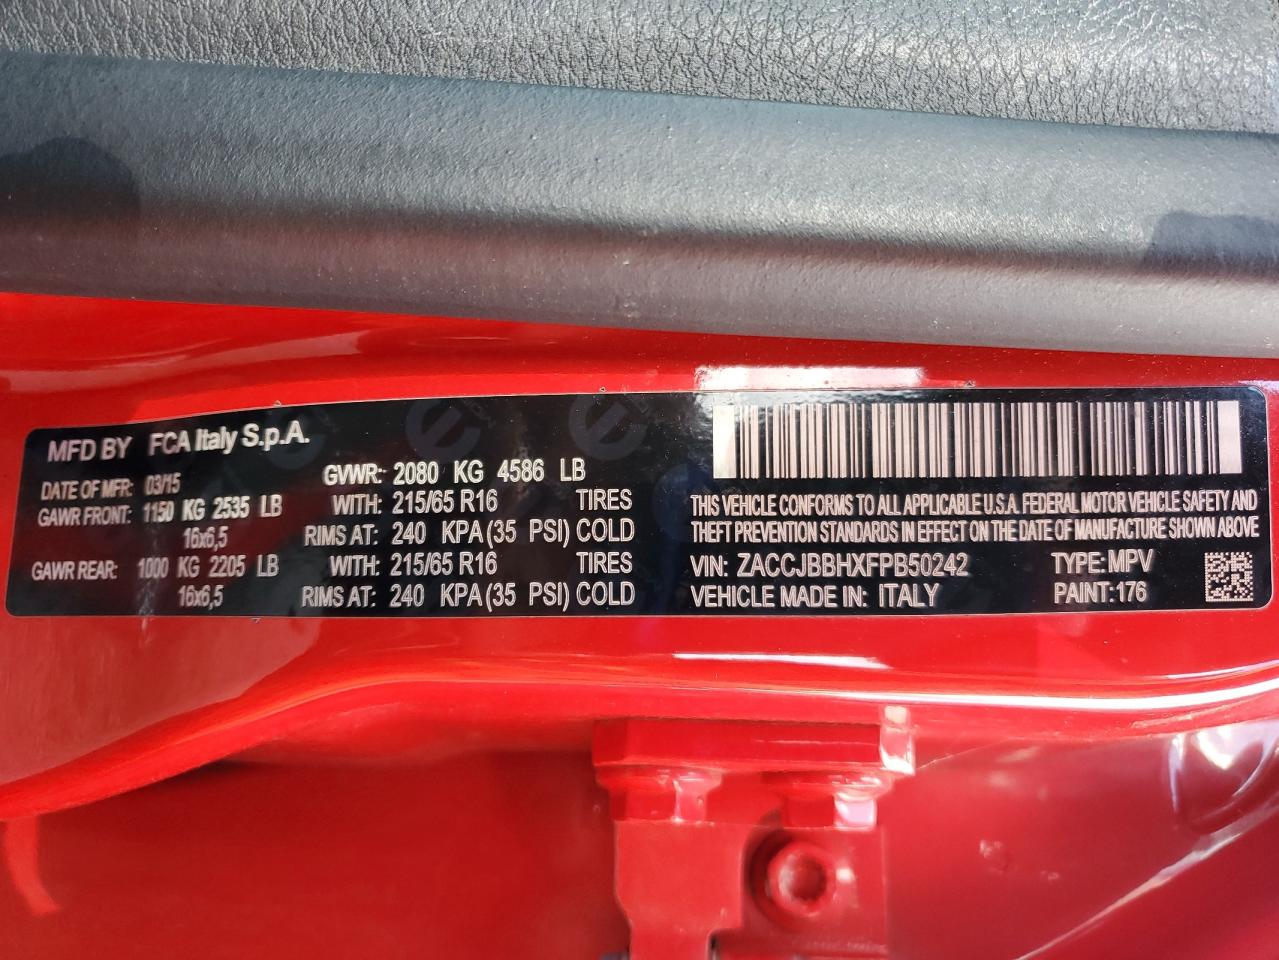 MFD BY FCA Italy S.p.A.
DATE OF MFR: 03/15 GVWR: 2080 KG 4586 LB
GAWR FRONT: 1150 KG 2535 LB WITH: 215/65 R16 TIRES
16x6,5 RIMS AT: 240 KPA(35 PSI) COLD
GAWR REAR: 1000 KG 2205 LB WITH: 215/65 R16 TIRES
16x6,5 RIMS AT: 240 KPA(35 PSI) COLD
THIS VEHICLE CONFORMS TO ALL APPLICABLE U.S.A. FEDERAL MOTOR VEHICLE SAFETY AND
THEFT PREVENTION STANDARDS IN EFFECT ON THE DATE OF MANUFACTURE SHOWN ABOVE
VIN: ZACCJBBHXFPB50242 TYPE: MPV
VEHICLE MADE IN: ITALY PAINT:176